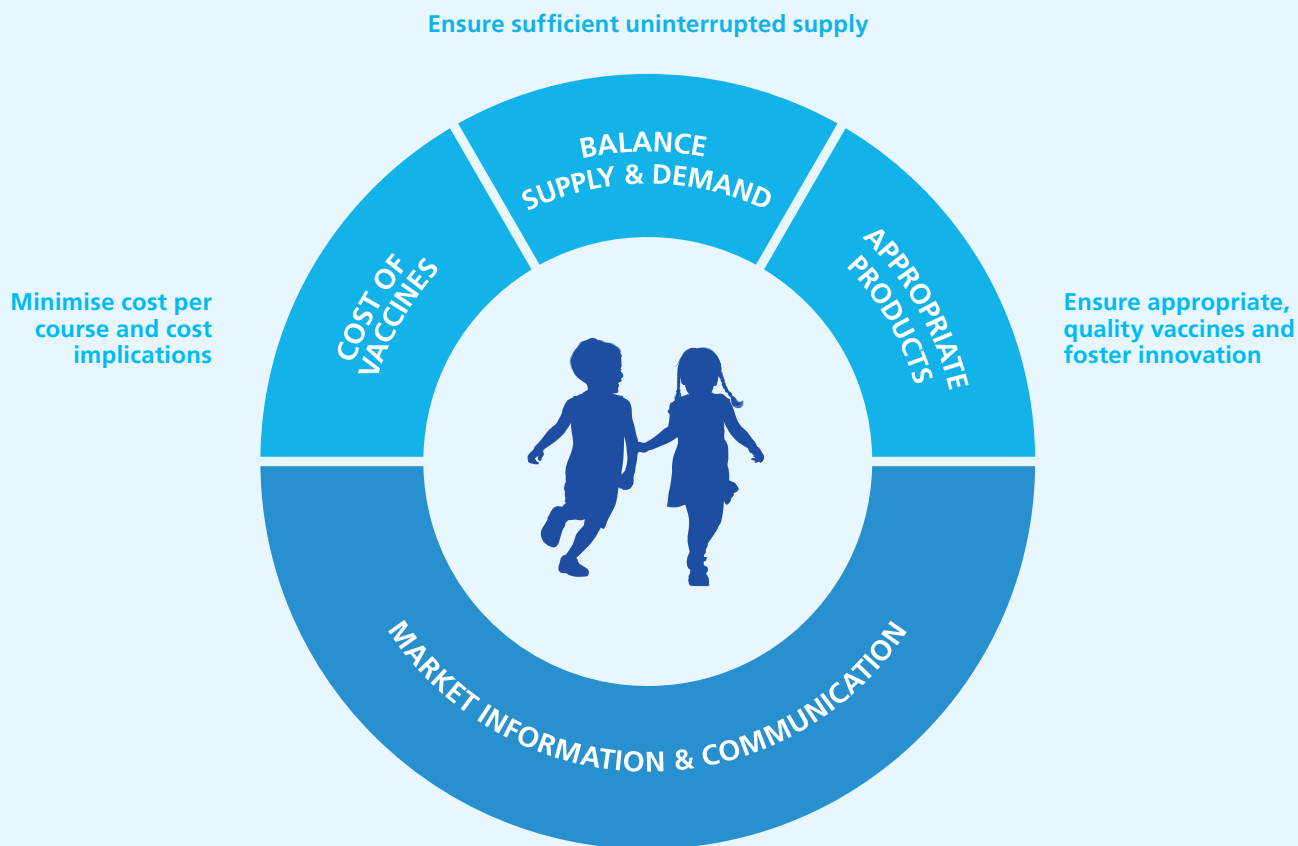 Ensure sufficient uninterrupted supply
BALANCE
SUPPLY & DEMAND
COST OF
VACCINES
APPROPRIATE
PRODUCTS
Minimise cost per
course and cost
implications
Ensure appropriate,
quality vaccines and
foster innovation
MARKET INFORMATION & COMMUNICATION